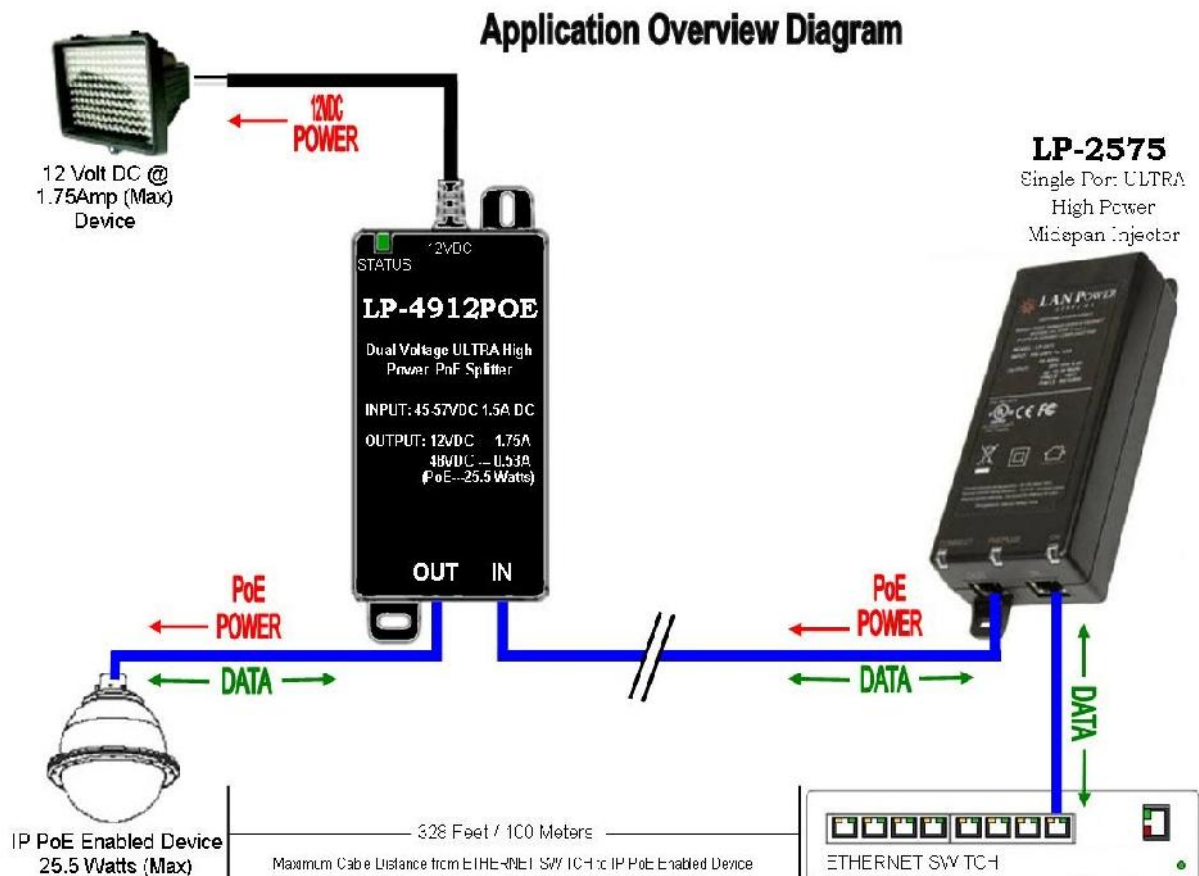 Application Overview Diagram
12VDC
POWER
12 Volt DC @
1.75Amp (Max)
Device
LP-2575
Single Port ULTRA
High Power
Midspan Injector
12VDC
STATUS
LP-4912POE
Dual Voltage ULTRA High
Power PoE Splitter
INPUT: 45-57VDC 1.5A DC
OUTPUT: 12VDC --- 1.75A
48VDC --- 0.53A
(PoE---25.5 Watts)
OUT IN
LAN POWER
PoE
POWER
DATA
PoE
POWER
DATA
DATA
IP PoE Enabled Device
25.5 Watts (Max)
328 Feet / 100 Meters
Maximum Cable Distance from ETHERNET SWITCH to IP PoE Enabled Device
ETHERNET SWITCH